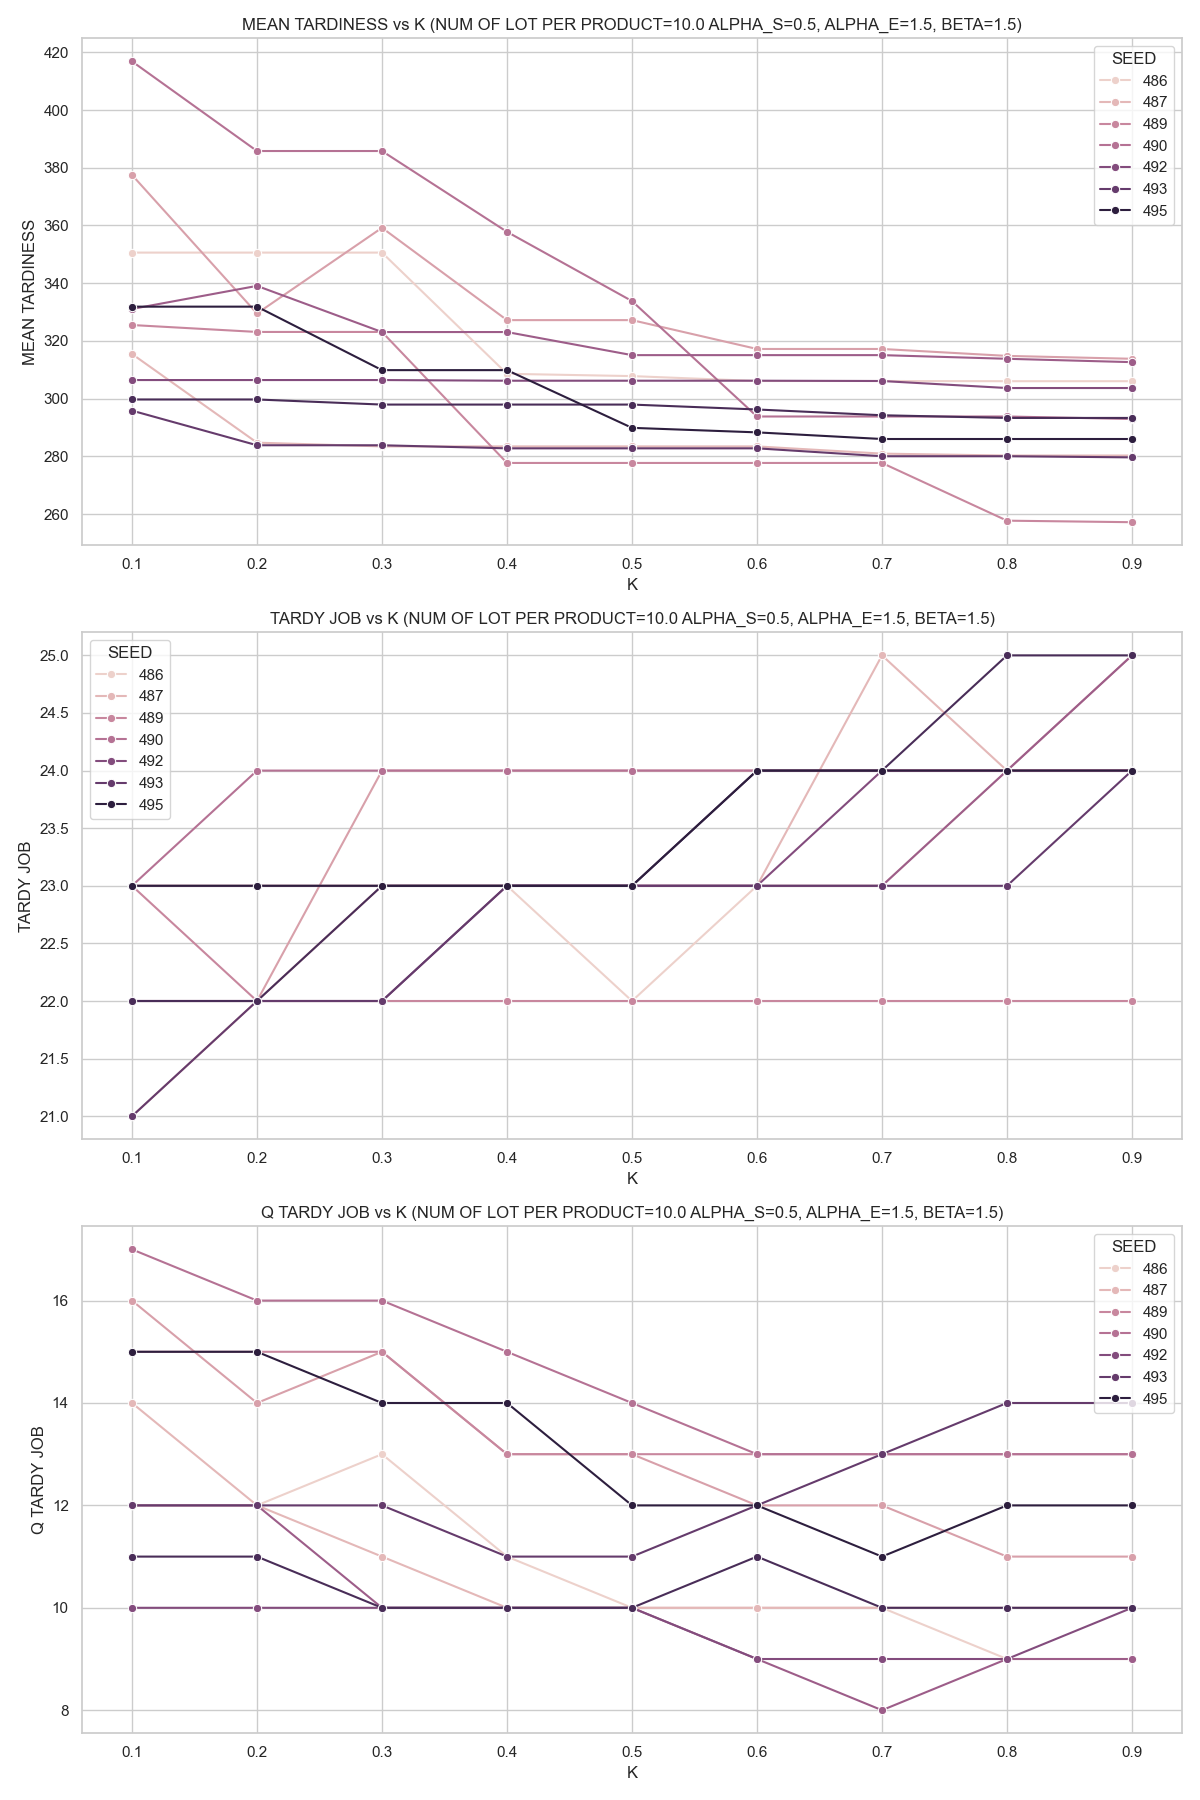 MEAN TARDINESS vs K (NUM OF LOT PER PRODUCT=10.0 ALPHA_S=0.5, ALPHA_E=1.5, BETA=1.5)
420
400
380
360
340
320
300
280
260
MEAN TARDINESS
SEED
486
487
489
490
492
493
495
0.1 0.2 0.3 0.4 0.5 0.6 0.7 0.8 0.9
K
TARDY JOB vs K (NUM OF LOT PER PRODUCT=10.0 ALPHA_S=0.5, ALPHA_E=1.5, BETA=1.5)
25.0
24.5
24.0
23.5
23.0
22.5
22.0
21.5
21.0
TARDY JOB
SEED
486
487
489
490
492
493
495
0.1 0.2 0.3 0.4 0.5 0.6 0.7 0.8 0.9
K
Q TARDY JOB vs K (NUM OF LOT PER PRODUCT=10.0 ALPHA_S=0.5, ALPHA_E=1.5, BETA=1.5)
16
14
12
10
8
Q TARDY JOB
SEED
486
487
489
490
492
493
495
0.1 0.2 0.3 0.4 0.5 0.6 0.7 0.8 0.9
K